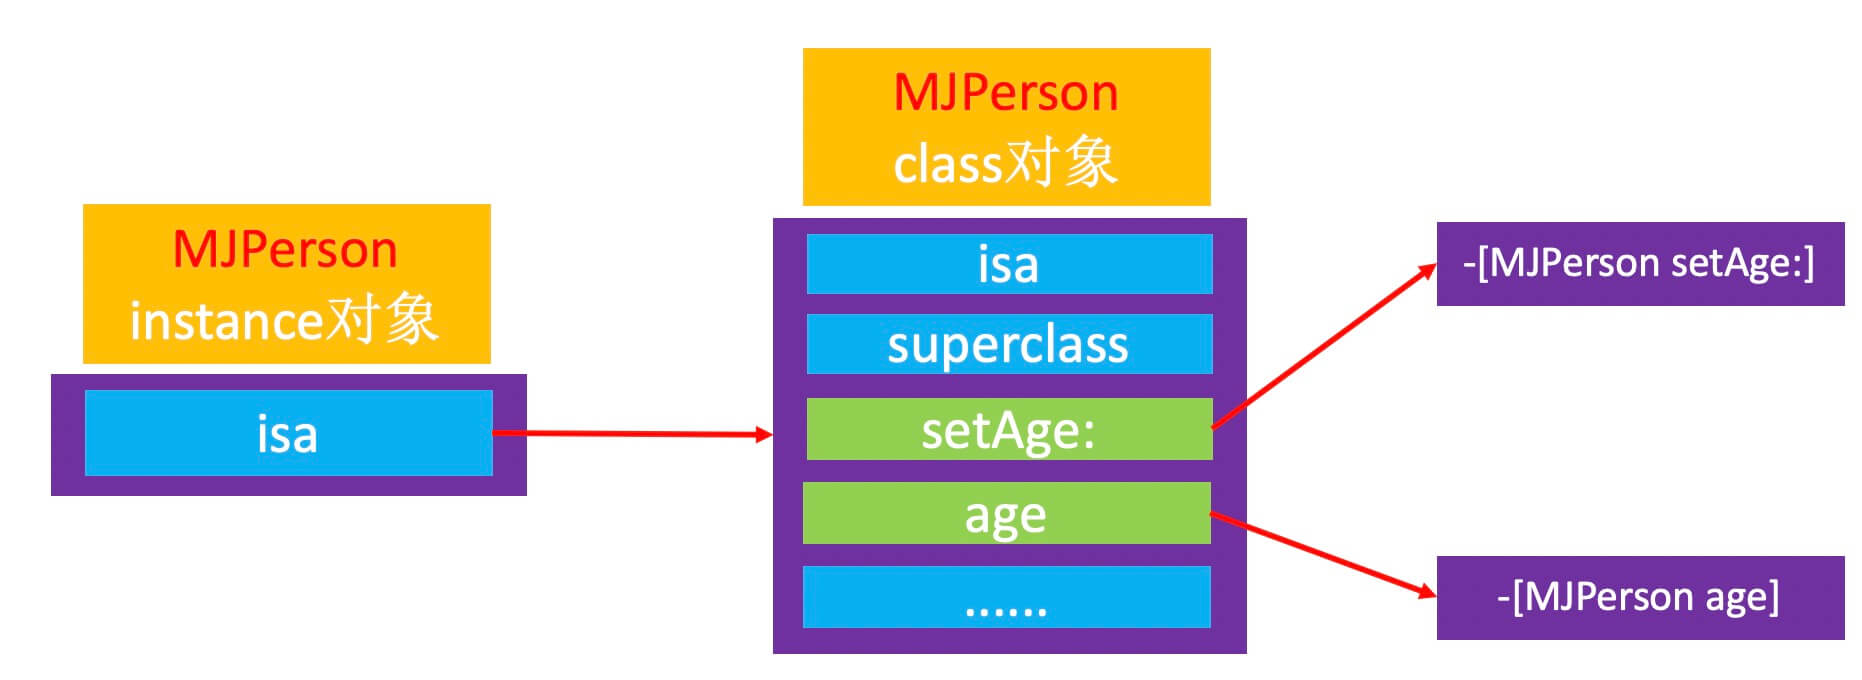 MJPerson
instance对象
isa
MJPerson
class对象
isa
superclass
setAge:
age
......
-[MJPerson setAge:]
-[MJPerson age]